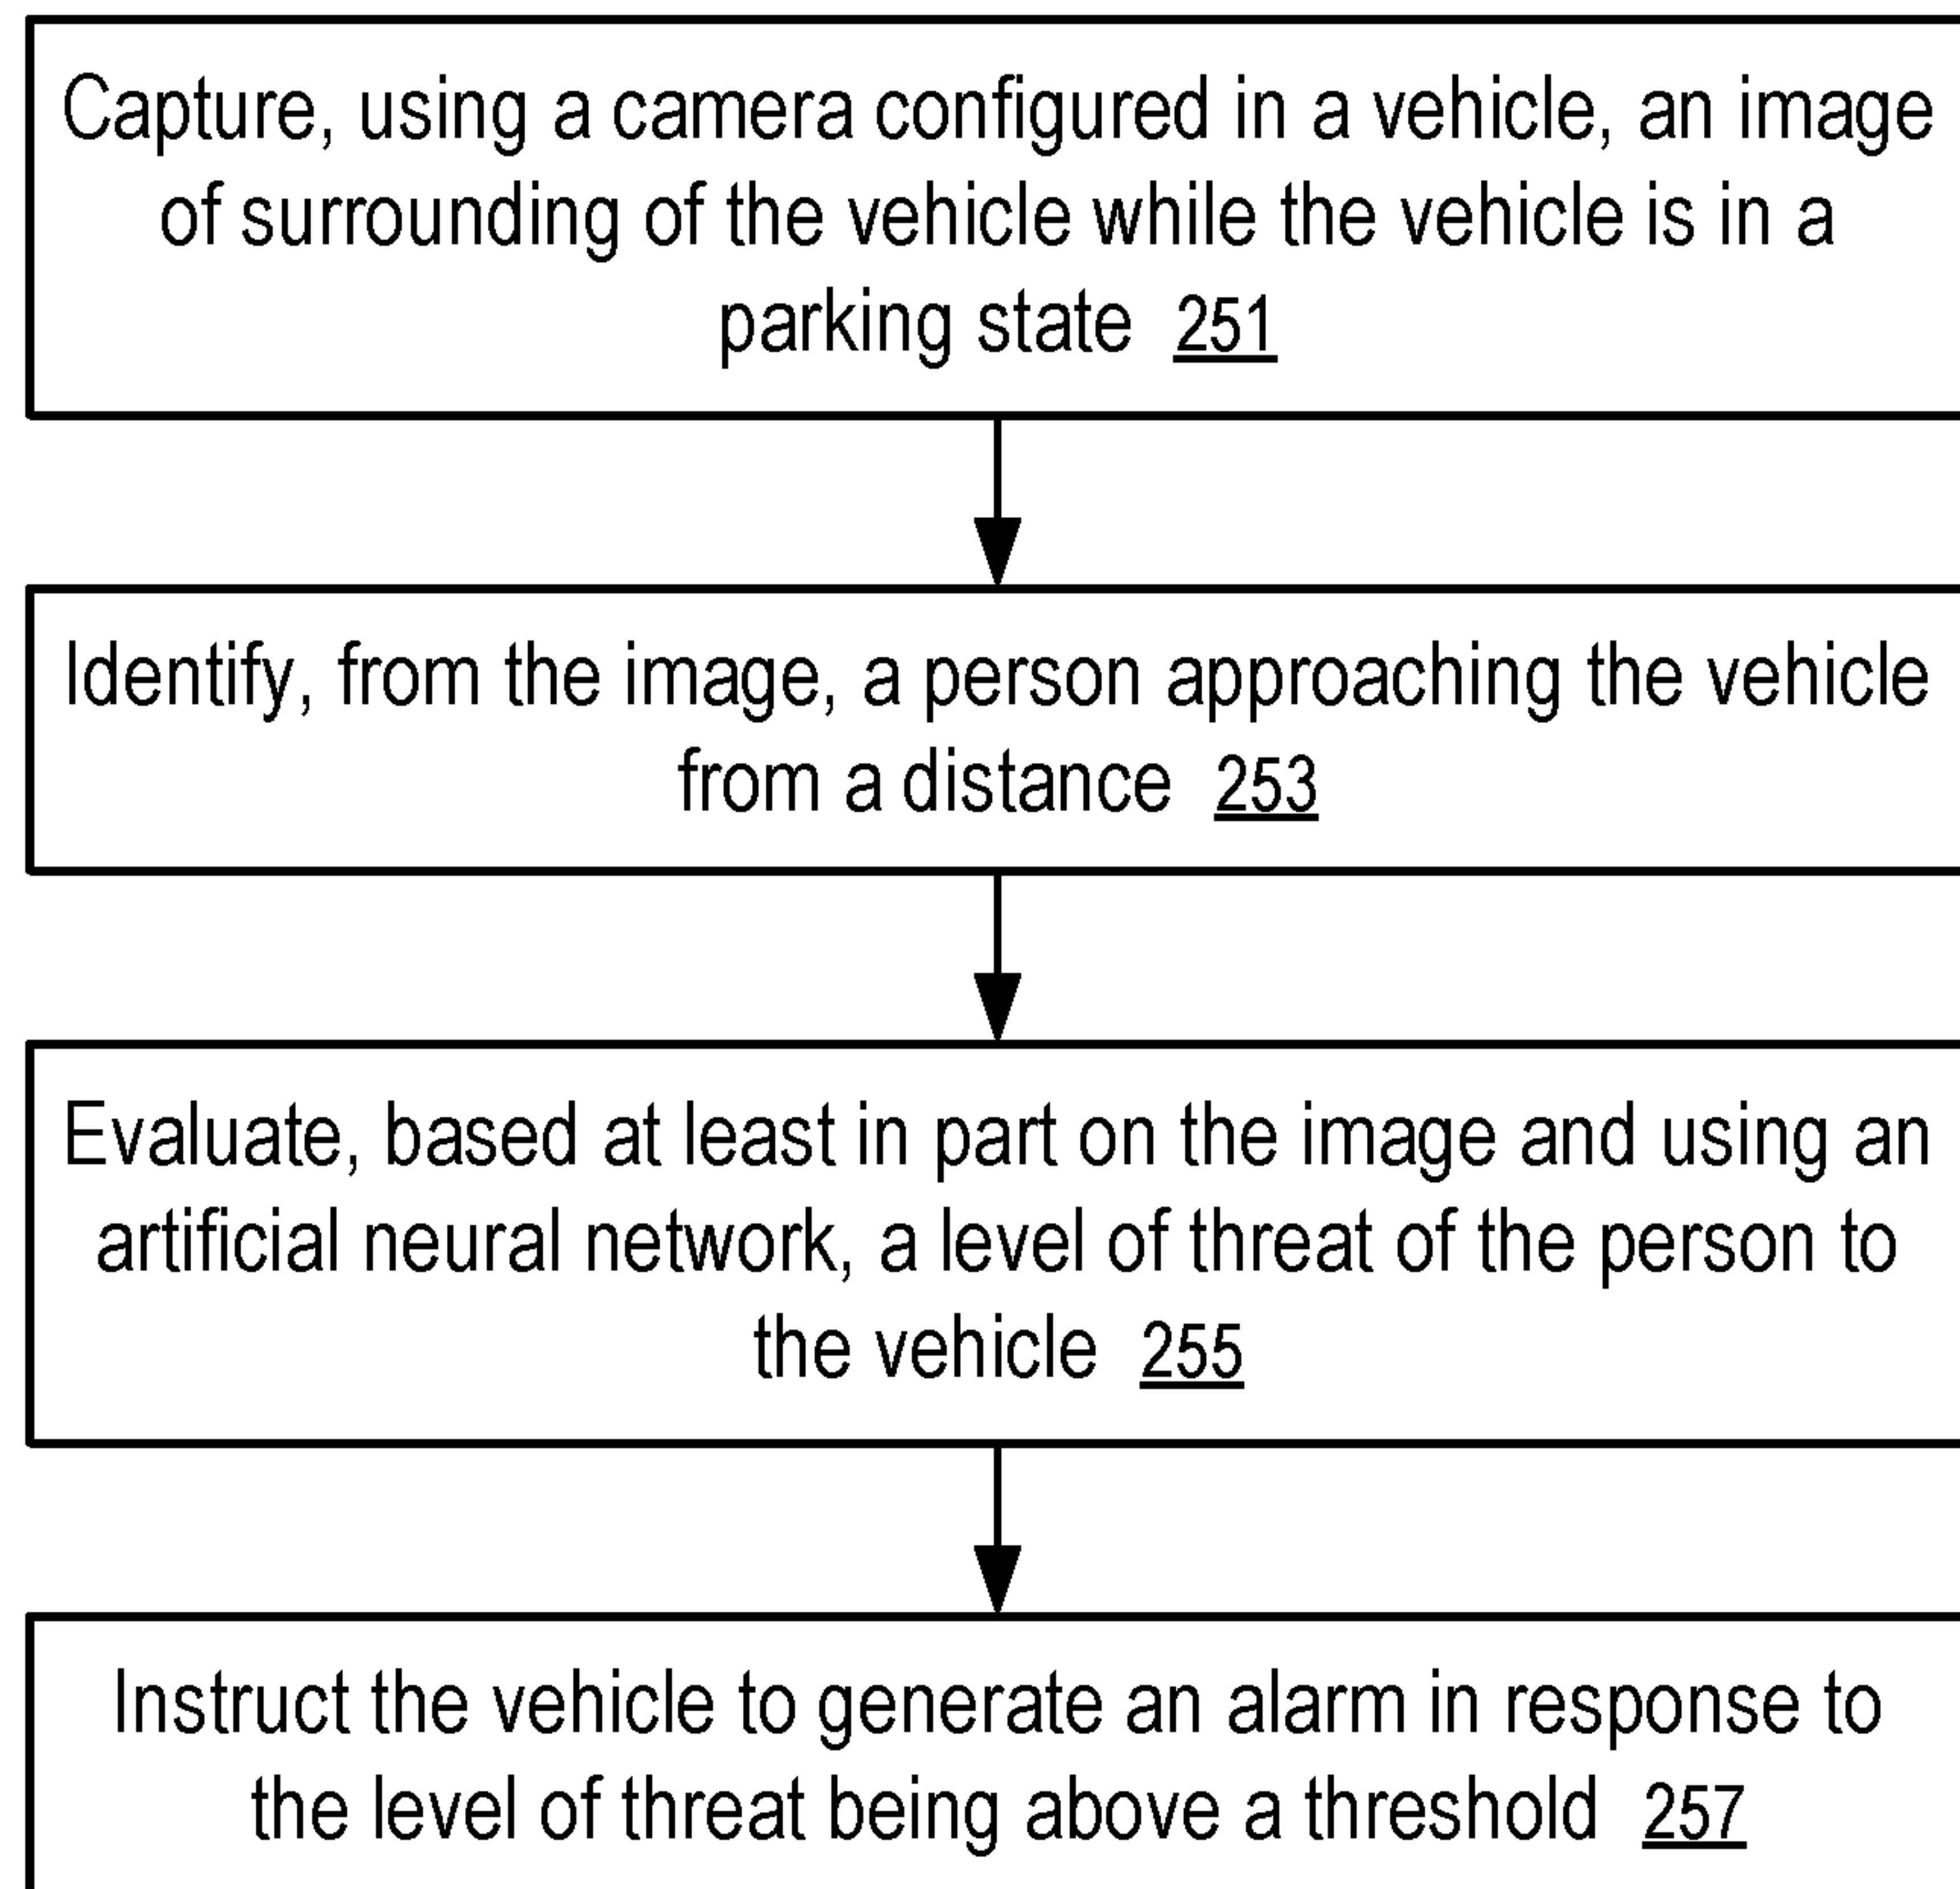 Capture, using a camera configured in a vehicle, an image
of surrounding of the vehicle while the vehicle is in a
parking state 251
Identify, from the image, a person approaching the vehicle
from a distance 253
Evaluate, based at least in part on the image and using an
artificial neural network, a level of threat of the person to
the vehicle 255
Instruct the vehicle to generate an alarm in response to
the level of threat being above a threshold 257